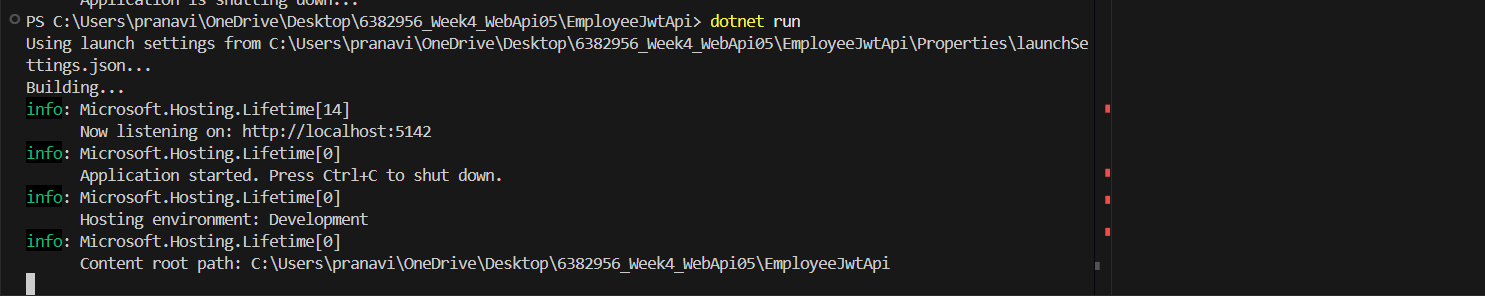 Application is shutting down...
PS C:\Users\pranavi\OneDrive\Desktop\6382956_Week4_WebApi05\EmployeeJwtApi> dotnet run
Using launch settings from C:\Users\pranavi\OneDrive\Desktop\6382956_Week4_WebApi05\EmployeeJwtApi\Properties\launchSe
ttings.json...
Building...
info: Microsoft.Hosting.Lifetime[14]
      Now listening on: http://localhost:5142
info: Microsoft.Hosting.Lifetime[0]
      Application started. Press Ctrl+C to shut down.
info: Microsoft.Hosting.Lifetime[0]
      Hosting environment: Development
info: Microsoft.Hosting.Lifetime[0]
      Content root path: C:\Users\pranavi\OneDrive\Desktop\6382956_Week4_WebApi05\EmployeeJwtApi